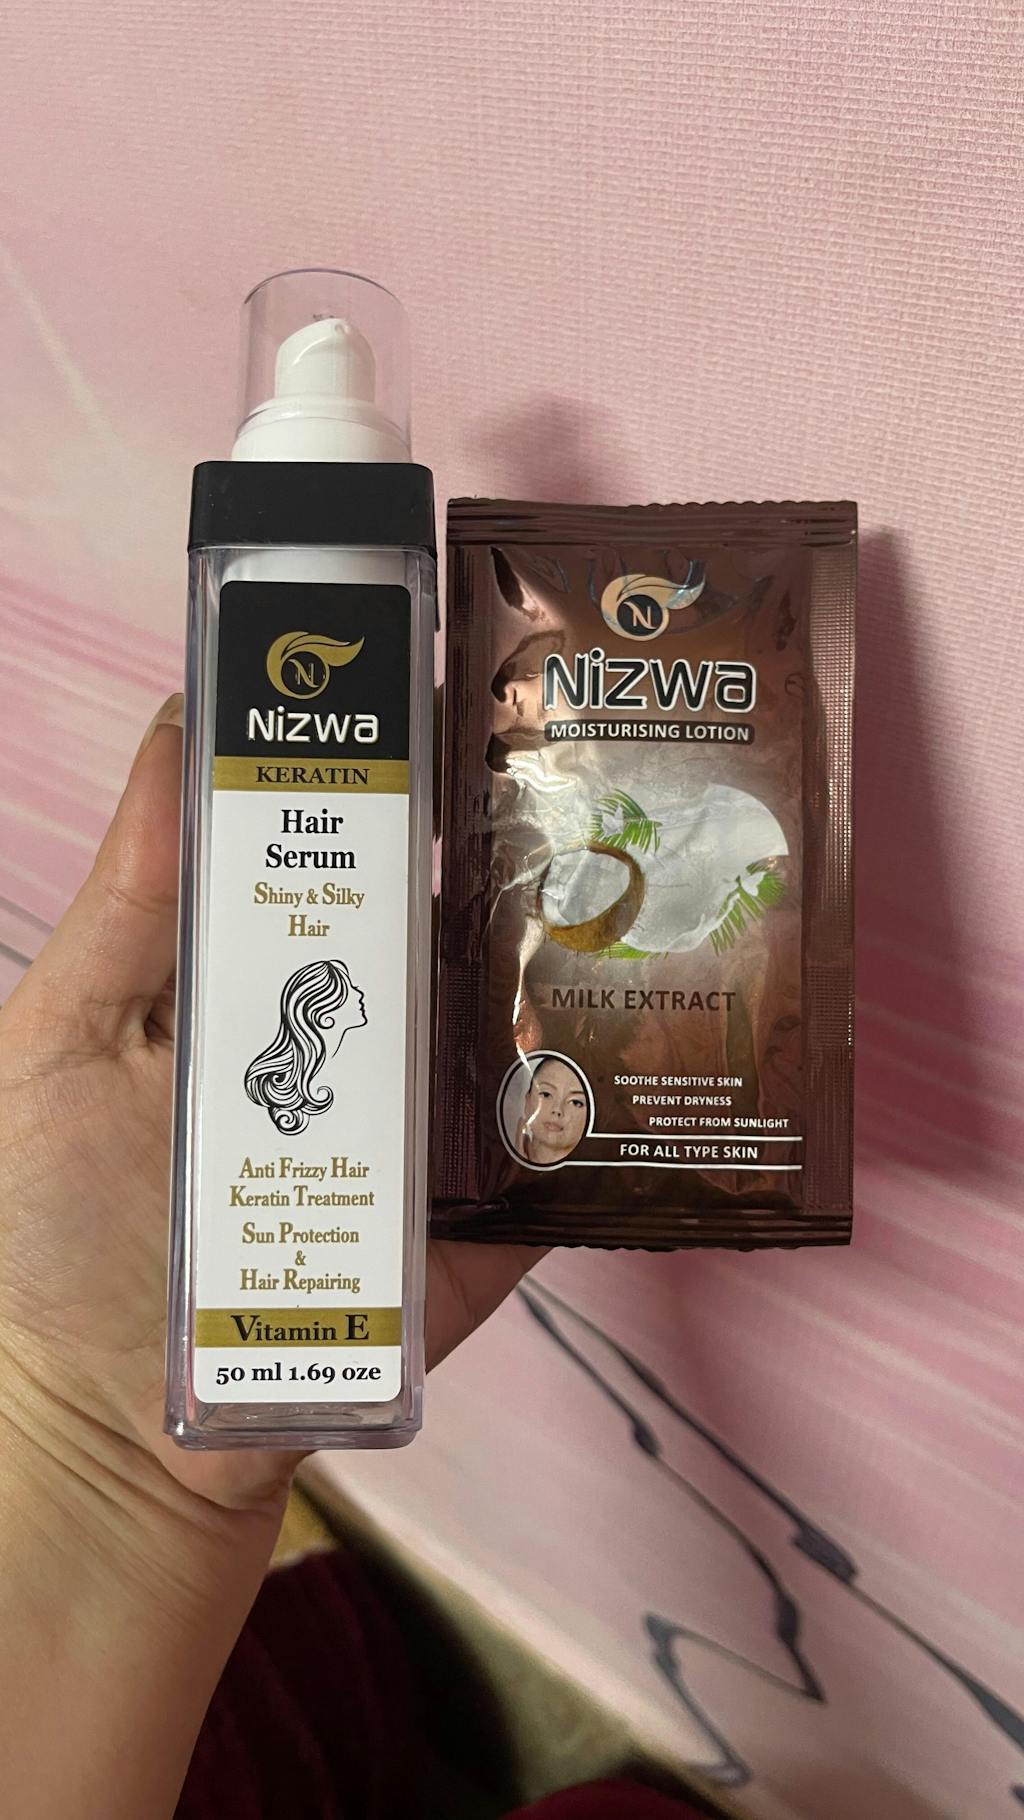 N
Nizwa
KERATIN
Hair
Serum
Shiny & Silky
Hair
Anti Frizzy Hair
Keratin Treatment
Sun Protection
&
Hair Repairing
Vitamin E
50 ml 1.69 oze
N
Nizwa
MOISTURISING LOTION
MILK EXTRACT
SOOTHE SENSITIVE SKIN
PREVENT DRYNESS
PROTECT FROM SUNLIGHT
FOR ALL TYPE SKIN